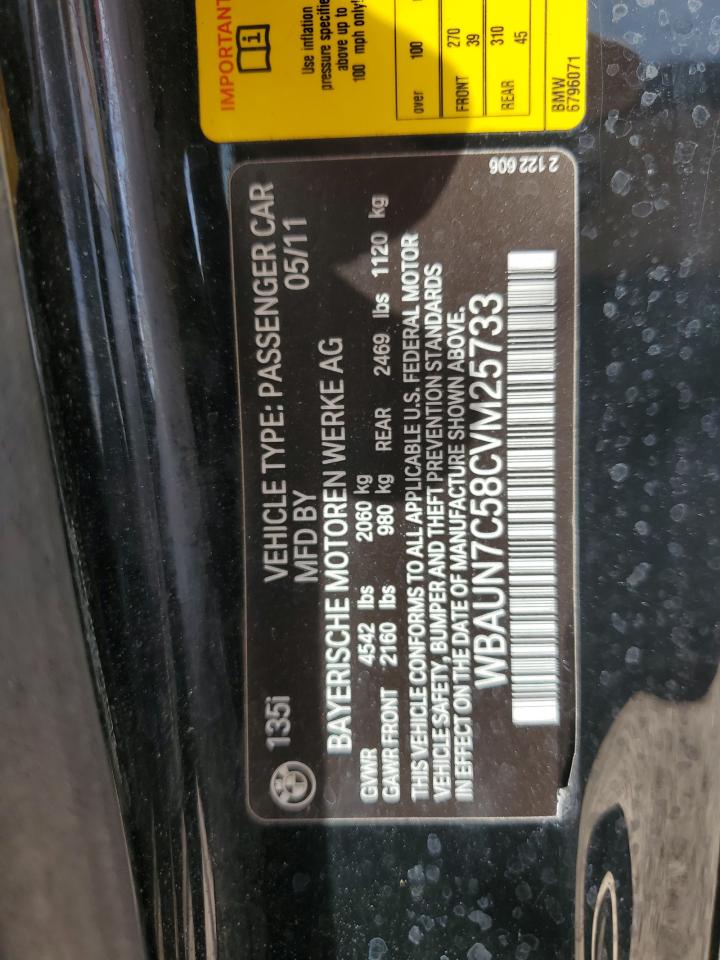 135i
VEHICLE TYPE: PASSENGER CAR
MFD BY 05/11
BAYERISCHE MOTOREN WERKE AG
GVWR 4542 lbs 2060 kg
GAWR FRONT 2160 lbs 980 kg REAR 2469 lbs 1120 kg
THIS VEHICLE CONFORMS TO ALL APPLICABLE U.S. FEDERAL MOTOR
VEHICLE SAFETY, BUMPER AND THEFT PREVENTION STANDARDS
IN EFFECT ON THE DATE OF MANUFACTURE SHOWN ABOVE.
WBAUN7C58CVM25733
2 122 606
IMPORTANT
Use inflation
pressure specifie
above up to
100 mph only!
over 100
FRONT 270
39
REAR 310
45
BMW
6796071